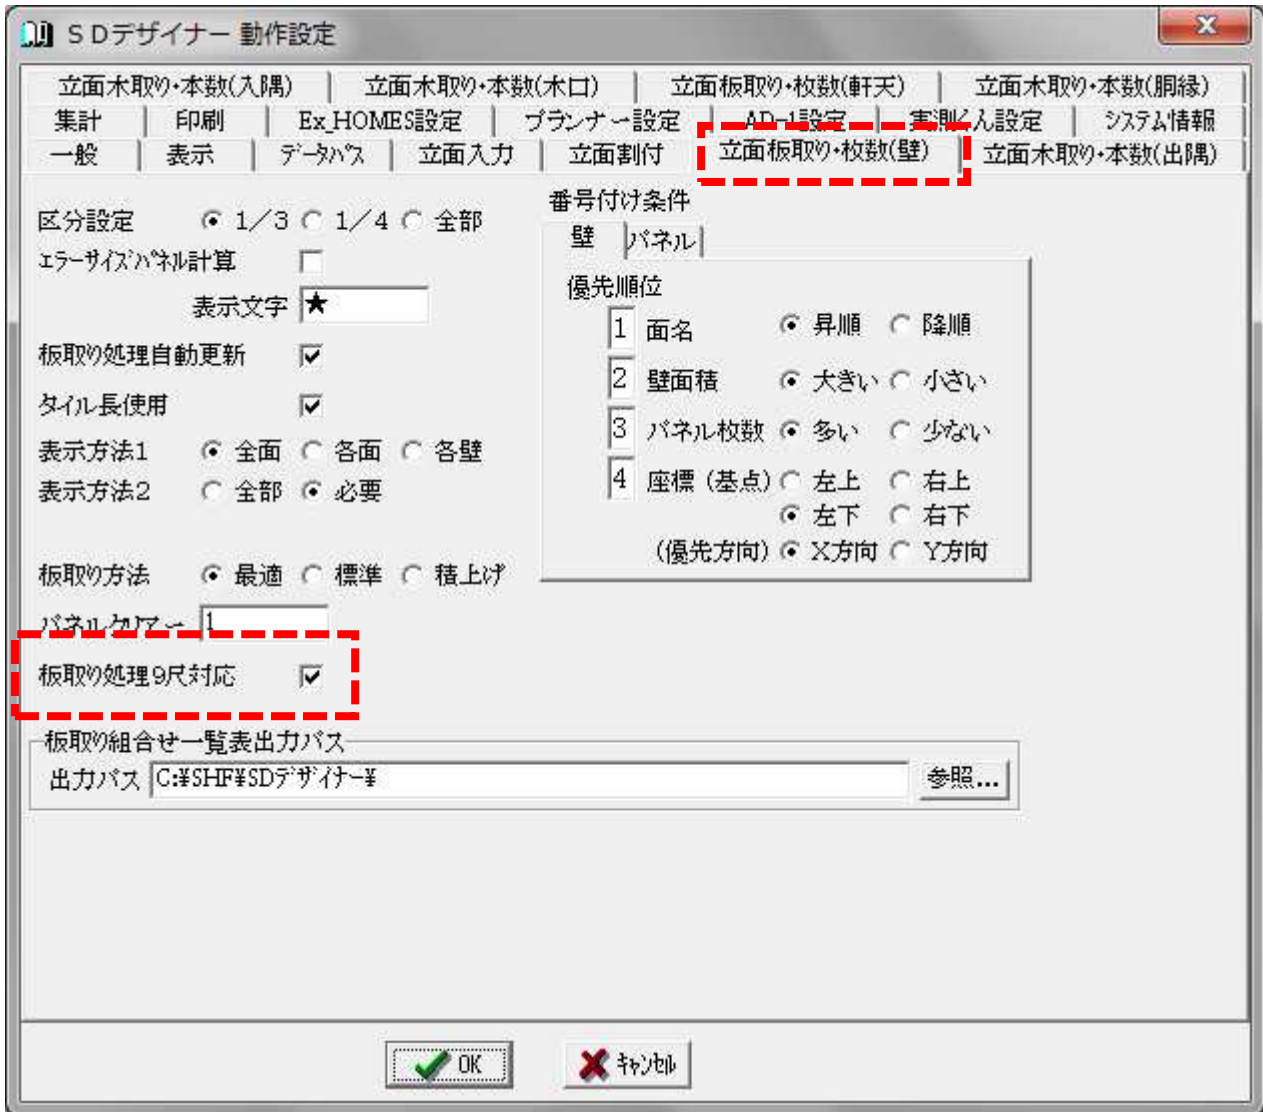 SDデザイナー 動作設定
立面木取り・本数(入隅) 立面木取り・本数(木口) 立面板取り・枚数(軒天) 立面木取り・本数(胴縁)
集計 印刷 Ex_HOMES設定 プランナー設定 AD-1設定 実測くん設定 システム情報
一般 表示 データパス 立面入力 立面割付 立面板取り・枚数(壁) 立面木取り・本数(出隅)
区分設定 1/3 1/4 全部
エラーサイズパネル計算
表示文字 ★
板取り処理自動更新
タイル長使用
表示方法1 全面 各面 各壁
表示方法2 全部 必要
板取り方法 最適 標準 積上げ
パネルクリアー 1
板取り処理9尺対応
番号付け条件
壁 パネル
優先順位
1 面名 昇順 降順
2 壁面積 大きい 小さい
3 パネル枚数 多い 少ない
4 座標(基点) 左上 右上
左下 右下
(優先方向) X方向 Y方向
板取り組合せ一覧表出力パス
出力パス C:¥SHF¥SDデザイナー¥ 参照...
OK キャンセル